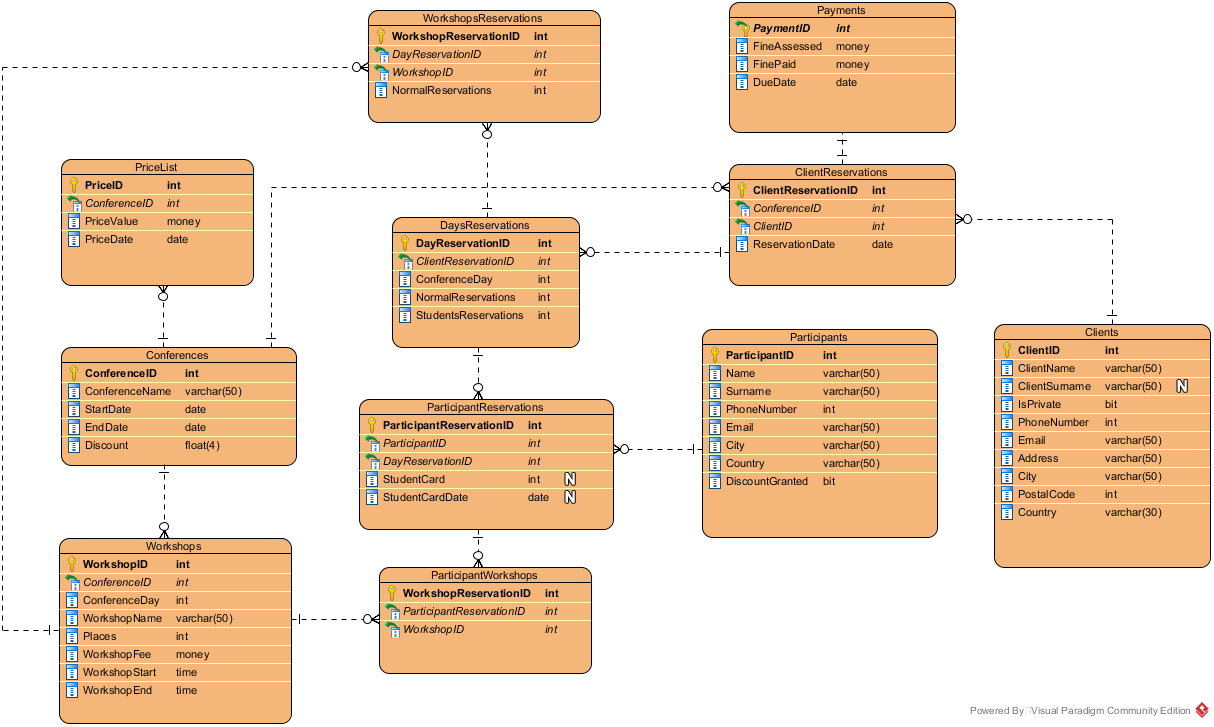 WorkshopsReservations
WorkshopReservationID int
DayReservationID int
WorkshopID int
NormalReservations int
Payments
PaymentID int
FineAssessed money
FinePaid money
DueDate date
PriceList
PriceID int
ConferenceID int
PriceValue money
PriceDate date
ClientReservations
ClientReservationID int
ConferenceID int
ClientID int
ReservationDate date
DaysReservations
DayReservationID int
ClientReservationID int
ConferenceDay int
NormalReservations int
StudentsReservations int
Conferences
ConferenceID int
ConferenceName varchar(50)
StartDate date
EndDate date
Discount float(4)
Participants
ParticipantID int
Name varchar(50)
Surname varchar(50)
PhoneNumber int
Email varchar(50)
City varchar(50)
Country varchar(50)
DiscountGranted bit
Clients
ClientID int
ClientName varchar(50)
ClientSurname varchar(50) N
IsPrivate bit
PhoneNumber int
Email varchar(50)
Address varchar(50)
City varchar(50)
PostalCode int
Country varchar(30)
ParticipantReservations
ParticipantReservationID int
ParticipantID int
DayReservationID int
StudentCard int N
StudentCardDate date N
Workshops
WorkshopID int
ConferenceID int
ConferenceDay int
WorkshopName varchar(50)
Places int
WorkshopFee money
WorkshopStart time
WorkshopEnd time
ParticipantWorkshops
WorkshopReservationID int
ParticipantReservationID int
WorkshopID int
Powered By Visual Paradigm Community Edition